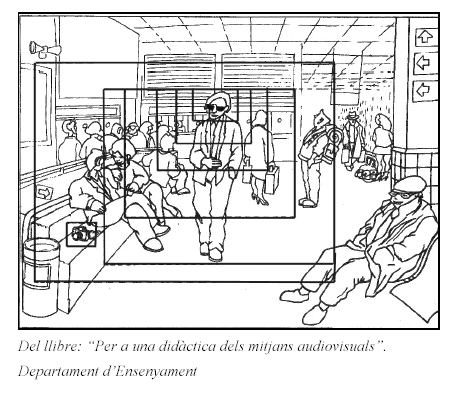 Del llibre: “Per a una didàctica dels mitjans audiovisuals”.
Departament d’Ensenyament